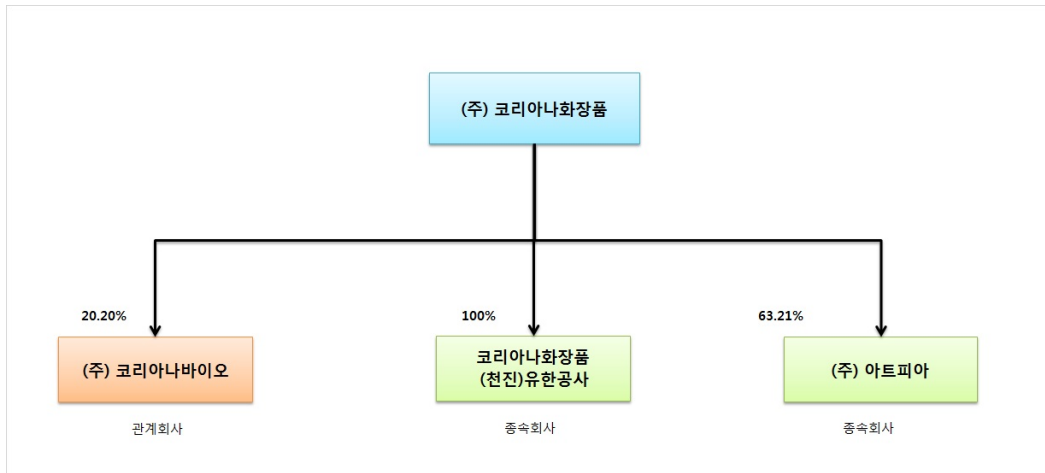 (주) 코리아나화장품
20.20%
100%
63.21%
(주) 코리아나바이오
코리아나화장품
(천진)유한공사
(주) 아트피아
관계회사
종속회사
종속회사